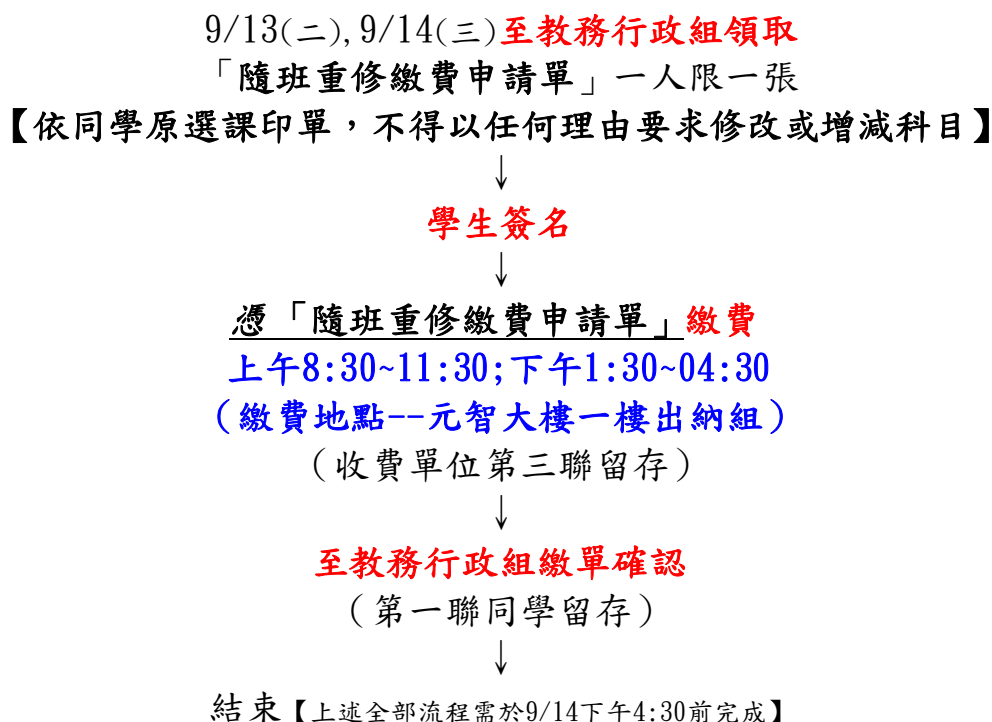 9/13(二),9/14(三)至教務行政組領取
「隨班重修繳費申請單」一人限一張
【依同學原選課印單，不得以任何理由要求修改或增減科目】
↓
學生簽名
↓
憑「隨班重修繳費申請單」繳費
上午8:30~11:30;下午1:30~04:30
(繳費地點--元智大樓一樓出納組)
(收費單位第三聯留存)
↓
至教務行政組繳單確認
(第一聯同學留存)
↓
結束【上述全部流程需於9/14下午4:30前完成】